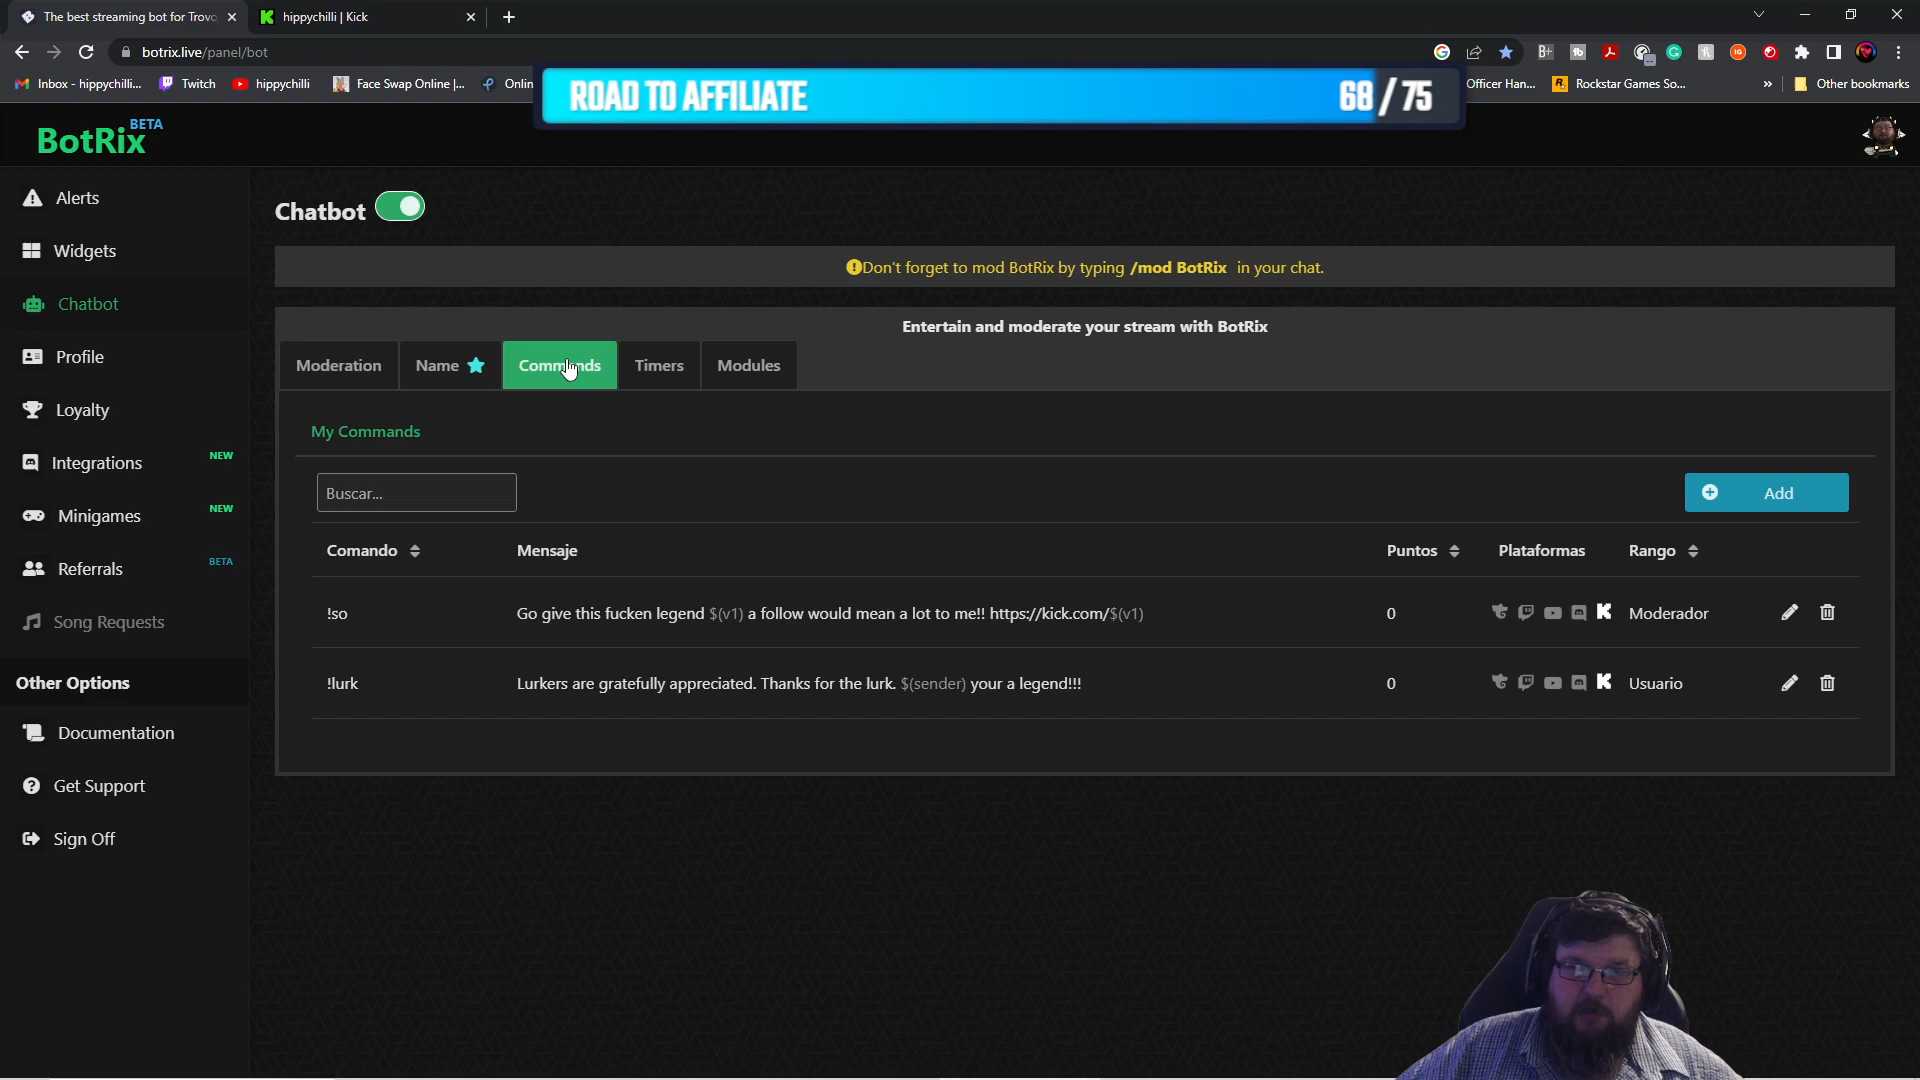 The best streaming bot for Trovo
hippychilli | Kick
botrix.live/panel/bot
Inbox - hippychilli...
Twitch
hippychilli
Face Swap Online |...
Onlin
Officer Han...
Rockstar Games So...
»
Other bookmarks
ROAD TO AFFILIATE
68 / 75
BotRix
BETA
Alerts
Widgets
Chatbot
Profile
Loyalty
Integrations
NEW
Minigames
NEW
Referrals
BETA
Song Requests
Other Options
Documentation
Get Support
Sign Off
Chatbot
Don't forget to mod BotRix by typing /mod BotRix in your chat.
Entertain and moderate your stream with BotRix
Moderation
Name
Commands
Timers
Modules
My Commands
Buscar...
Add
Comando
Mensaje
Puntos
Plataformas
Rango
!so
Go give this fucken legend $(v1) a follow would mean a lot to me!! https://kick.com/$(v1)
0
Moderador
!lurk
Lurkers are gratefully appreciated. Thanks for the lurk. $(sender) your a legend!!!
0
Usuario